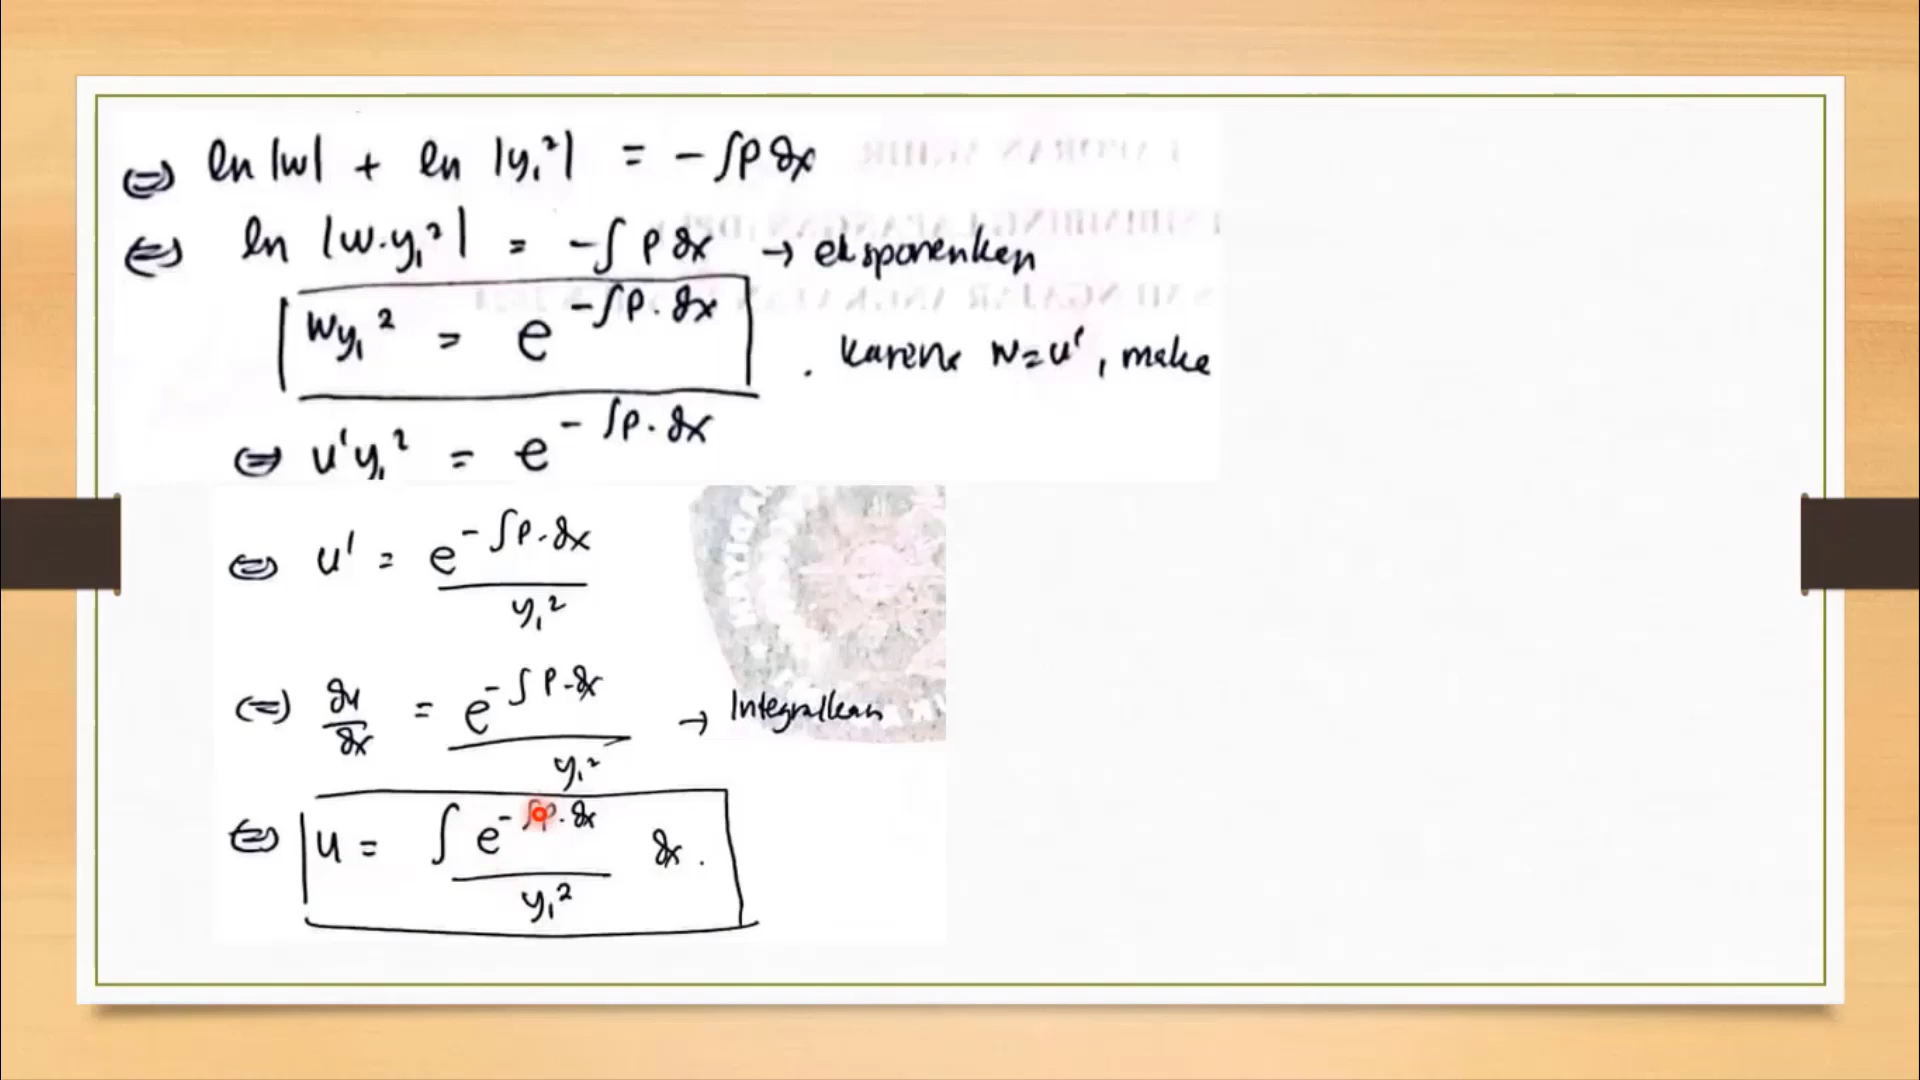 ⇔ ln |w| + ln |y₁²| = - ∫P dx
⇔ ln |w.y₁²| = - ∫ P dx → eksponenkan
wy₁² = e^(-∫P. dx) . karena w=u', maka
⇔ u'y₁² = e^(-∫P. dx)
⇔ u' = e^(-∫P. dx) / y₁²
⇔ du/dx = e^(-∫P. dx) / y₁² → Integralkan
⇔ u = ∫ e^(-∫P. dx) / y₁² dx .